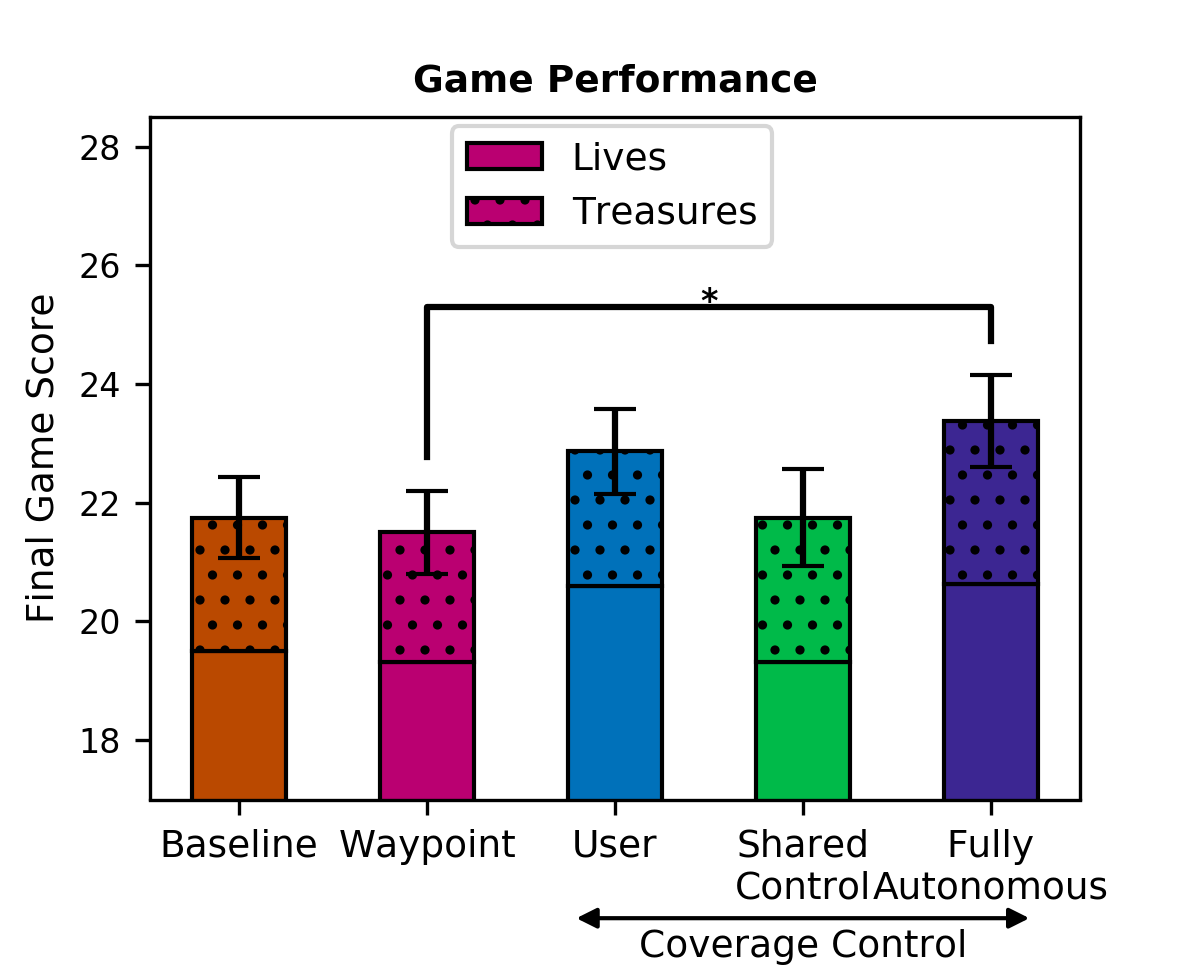 Game Performance
Lives
Treasures
Final Game Score
28
26
24
22
20
18
*
Baseline
Waypoint
User
Shared
Control
Fully
Autonomous
Coverage Control